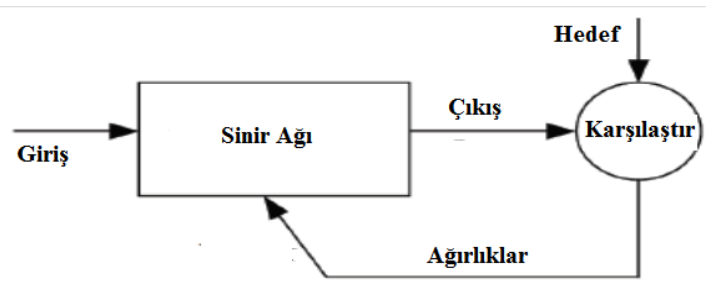 Hedef
Çıkış
Karşılaştır
Sinir Ağı
Giriş
Ağırlıklar